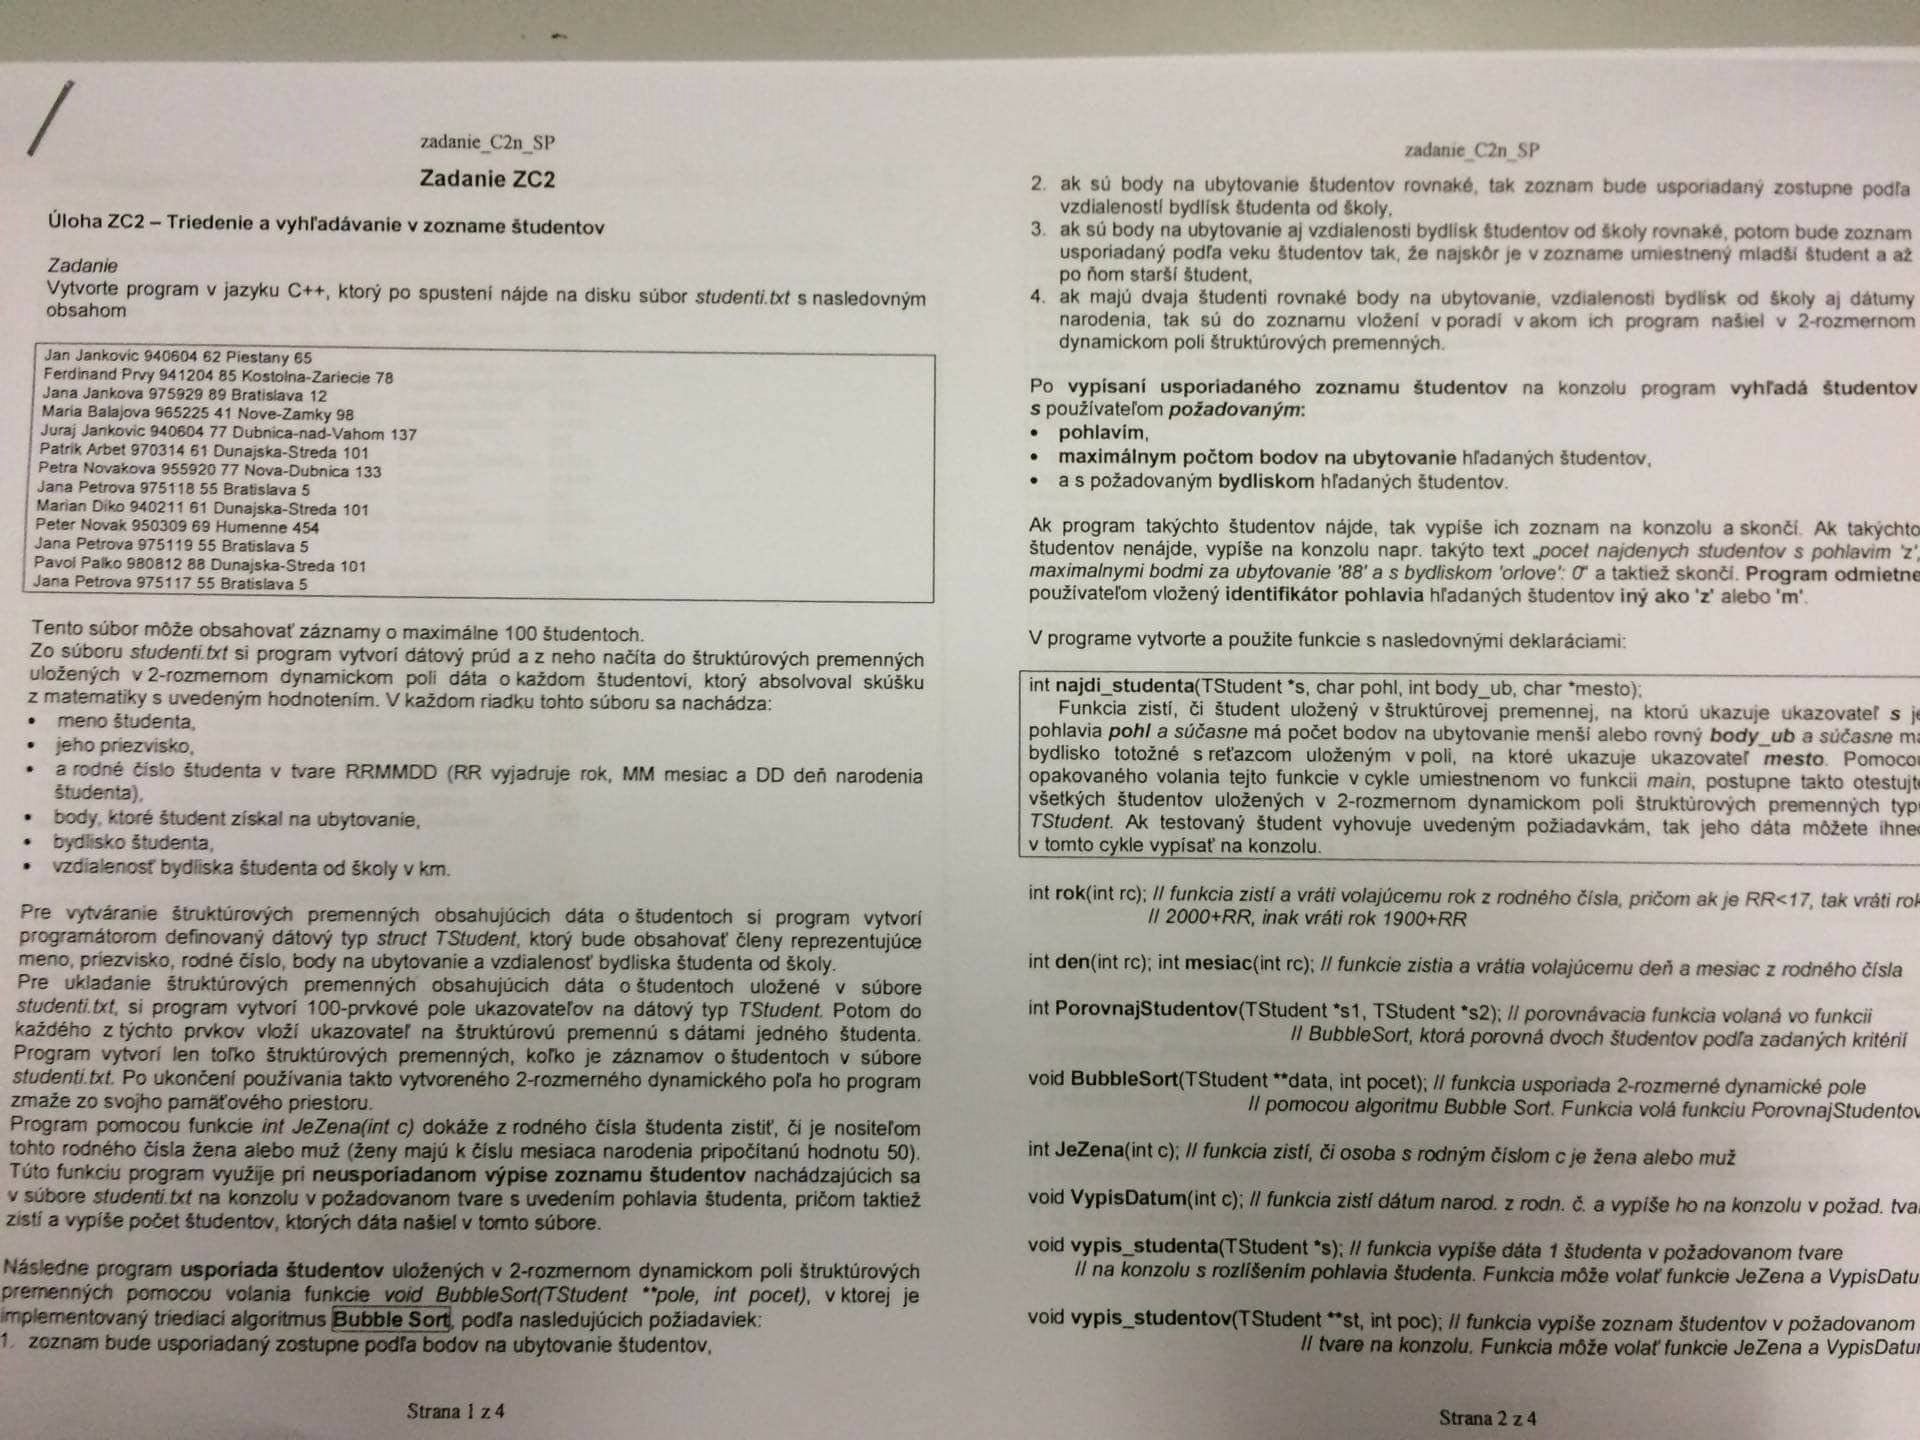 zadanie_C2n_SP
Zadanie ZC2
Úloha ZC2 – Triedenie a vyhľadávanie v zozname študentov
Zadanie
Vytvorte program v jazyku C++, ktorý po spustení nájde na disku súbor studenti.txt s nasledovným
obsahom
Jan Jankovic 940604 62 Piestany 65
Ferdinand Prvy 941204 85 Kostolna-Zariecie 78
Jana Jankova 975929 89 Bratislava 12
Maria Balajova 965225 41 Nove-Zamky 98
Juraj Jankovic 940604 77 Dubnica-nad-Vahom 137
Patrik Arbet 970314 61 Dunajska-Streda 101
Petra Novakova 955920 77 Nova-Dubnica 133
Jana Petrova 975118 55 Bratislava 5
Marian Diko 940211 61 Dunajska-Streda 101
Peter Novak 950309 69 Humenne 454
Jana Petrova 975119 55 Bratislava 5
Pavol Palko 980812 88 Dunajska-Streda 101
Jana Petrova 975117 55 Bratislava 5
Tento súbor môže obsahovať záznamy o maximálne 100 študentoch.
Zo súboru studenti.txt si program vytvorí dátový prúd a z neho načíta do štruktúrových premenných
uložených v 2-rozmernom dynamickom poli dáta o každom študentovi, ktorý absolvoval skúšku
z matematiky s uvedeným hodnotením. V každom riadku tohto súboru sa nachádza:
• meno študenta,
• jeho priezvisko,
• a rodné číslo študenta v tvare RRMMDD (RR vyjadruje rok, MM mesiac a DD deň narodenia
študenta),
• body, ktoré študent získal na ubytovanie,
• bydlisko študenta,
• vzdialenosť bydliska študenta od školy v km.
Pre vytváranie štruktúrových premenných obsahujúcich dáta o študentoch si program vytvorí
programátorom definovaný dátový typ struct TStudent, ktorý bude obsahovať členy reprezentujúce
meno, priezvisko, rodné číslo, body na ubytovanie a vzdialenosť bydliska študenta od školy.
Pre ukladanie štruktúrových premenných obsahujúcich dáta o študentoch uložené v súbore
studenti.txt, si program vytvorí 100-prvkové pole ukazovateľov na dátový typ TStudent. Potom do
každého z týchto prvkov vloží ukazovateľ na štruktúrovú premennú s dátami jedného študenta.
Program vytvorí len toľko štruktúrových premenných, koľko je záznamov o študentoch v súbore
studenti.txt. Po ukončení používania takto vytvoreného 2-rozmerného dynamického poľa ho program
zmaže zo svojho pamäťového priestoru.
Program pomocou funkcie int JeZena(int c) dokáže z rodného čísla študenta zistiť, či je nositeľom
tohto rodného čísla žena alebo muž (ženy majú k číslu mesiaca narodenia pripočítanú hodnotu 50).
Túto funkciu program využije pri neusporiadanom výpise zoznamu študentov nachádzajúcich sa
v súbore studenti.txt na konzolu v požadovanom tvare s uvedením pohlavia študenta, pričom taktiež
zistí a vypíše počet študentov, ktorých dáta našiel v tomto súbore.
Následne program usporiada študentov uložených v 2-rozmernom dynamickom poli štruktúrových
premenných pomocou volania funkcie void BubbleSort(TStudent **pole, int pocet), v ktorej je
implementovaný triediaci algoritmus Bubble Sort, podľa nasledujúcich požiadaviek:
1. zoznam bude usporiadaný zostupne podľa bodov na ubytovanie študentov,
Strana 1 z 4
zadanie_C2n_SP
2. ak sú body na ubytovanie študentov rovnaké, tak zoznam bude usporiadaný zostupne podľa
vzdialeností bydlísk študenta od školy,
3. ak sú body na ubytovanie aj vzdialenosti bydlísk študentov od školy rovnaké, potom bude zoznam
usporiadaný podľa veku študentov tak, že najskôr je v zozname umiestnený mladší študent a až
po ňom starší študent,
4. ak majú dvaja študenti rovnaké body na ubytovanie, vzdialenosti bydlísk od školy aj dátumy
narodenia, tak sú do zoznamu vložení v poradí v akom ich program našiel v 2-rozmernom
dynamickom poli štruktúrových premenných.
Po vypísaní usporiadaného zoznamu študentov na konzolu program vyhľadá študentov
s používateľom požadovaným:
• pohlavím,
• maximálnym počtom bodov na ubytovanie hľadaných študentov,
• a s požadovaným bydliskom hľadaných študentov.
Ak program takýchto študentov nájde, tak vypíše ich zoznam na konzolu a skončí. Ak takýchto
študentov nenájde, vypíše na konzolu napr. takýto text „pocet najdenych studentov s pohlavim 'z',
maximalnymi bodmi za ubytovanie '88' a s bydliskom 'orlove': 0“ a taktiež skončí. Program odmietne
používateľom vložený identifikátor pohlavia hľadaných študentov iný ako 'z' alebo 'm'.
V programe vytvorte a použite funkcie s nasledovnými deklaráciami:
int najdi_studenta(TStudent *s, char pohl, int body_ub, char *mesto);
Funkcia zistí, či študent uložený v štruktúrovej premennej, na ktorú ukazuje ukazovateľ s je
pohlavia pohl a súčasne má počet bodov na ubytovanie menší alebo rovný body_ub a súčasne má
bydlisko totožné s reťazcom uloženým v poli, na ktoré ukazuje ukazovateľ mesto. Pomocou
opakovaného volania tejto funkcie v cykle umiestnenom vo funkcii main, postupne takto otestujte
všetkých študentov uložených v 2-rozmernom dynamickom poli štruktúrových premenných typu
TStudent. Ak testovaný študent vyhovuje uvedeným požiadavkám, tak jeho dáta môžete ihneď
v tomto cykle vypísať na konzolu.
int rok(int rc); // funkcia zistí a vráti volajúcemu rok z rodného čísla, pričom ak je RR<17, tak vráti rok
// 2000+RR, inak vráti rok 1900+RR
int den(int rc); int mesiac(int rc); // funkcie zistia a vrátia volajúcemu deň a mesiac z rodného čísla
int PorovnajStudentov(TStudent *s1, TStudent *s2); // porovnávacia funkcia volaná vo funkcii
// BubbleSort, ktorá porovná dvoch študentov podľa zadaných kritérií
void BubbleSort(TStudent **data, int pocet); // funkcia usporiada 2-rozmerné dynamické pole
// pomocou algoritmu Bubble Sort. Funkcia volá funkciu PorovnajStudentov
int JeZena(int c); // funkcia zistí, či osoba s rodným číslom c je žena alebo muž
void VypisDatum(int c); // funkcia zistí dátum narod. z rodn. č. a vypíše ho na konzolu v požad. tvar
void vypis_studenta(TStudent *s); // funkcia vypíše dáta 1 študenta v požadovanom tvare
// na konzolu s rozlíšením pohlavia študenta. Funkcia môže volať funkcie JeZena a VypisDatu
void vypis_studentov(TStudent **st, int poc); // funkcia vypíše zoznam študentov v požadovanom
// tvare na konzolu. Funkcia môže volať funkcie JeZena a VypisDatum
Strana 2 z 4